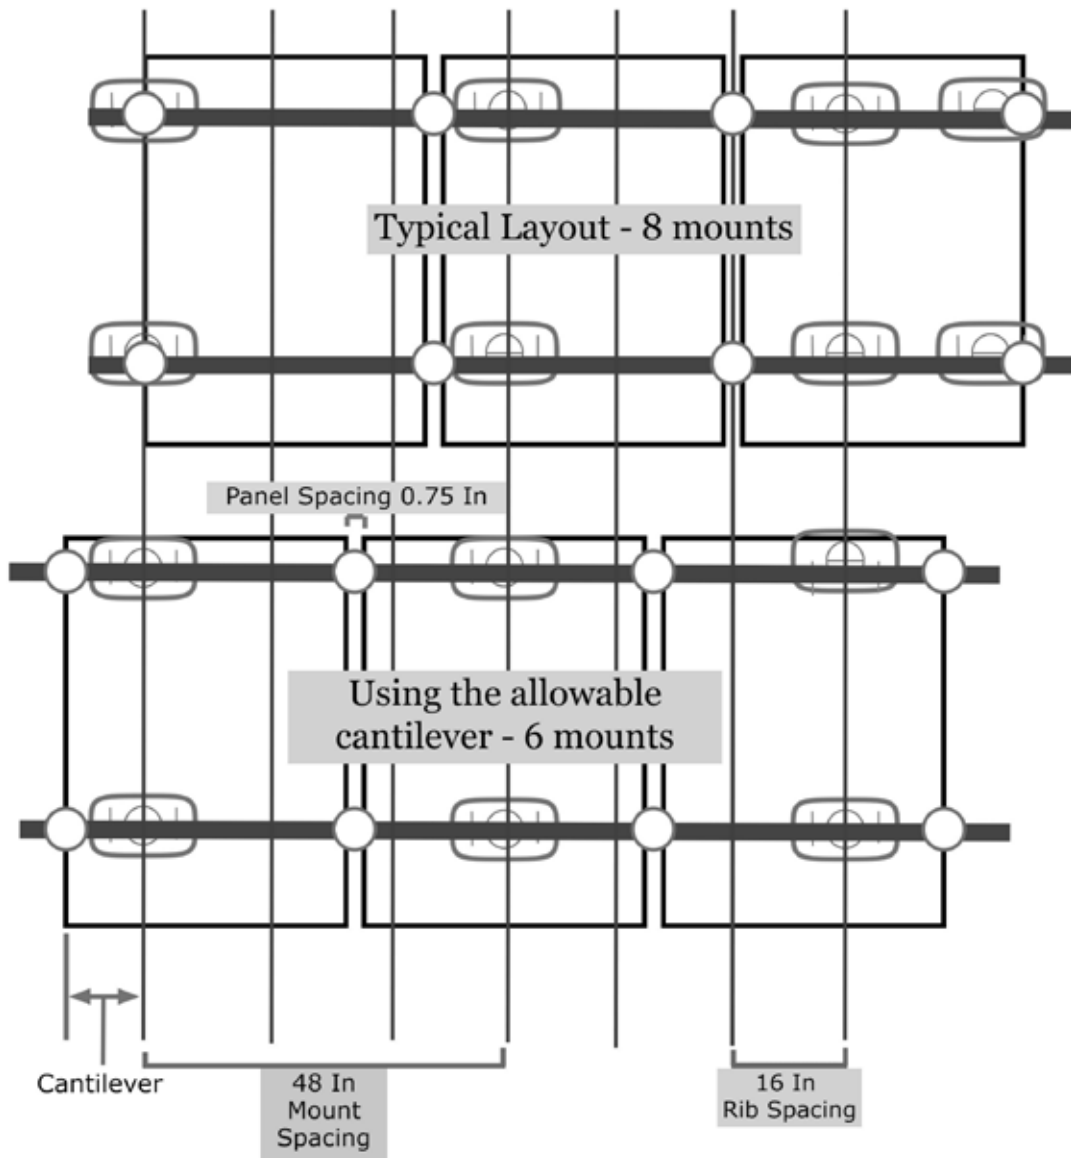 Typical Layout - 8 mounts
Panel Spacing 0.75 In
Using the allowable
cantilever - 6 mounts
Cantilever
48 In
Mount
Spacing
16 In
Rib Spacing